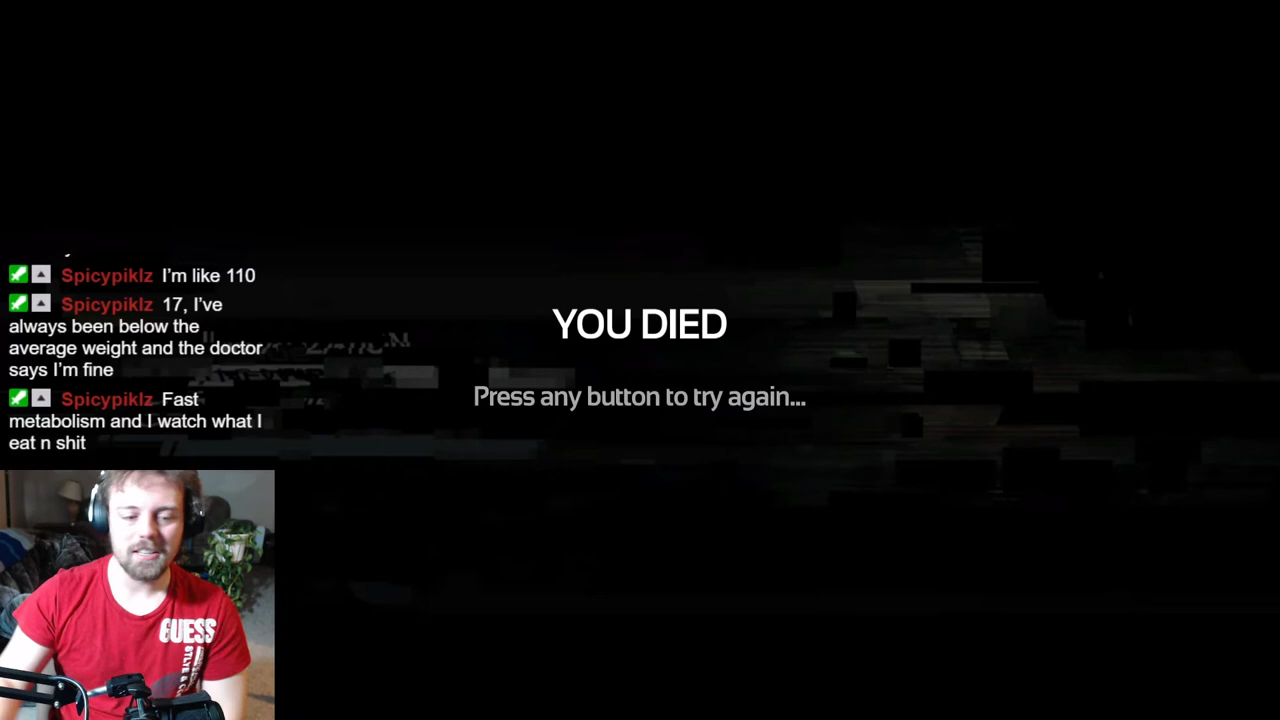 Spicypiklz I'm like 110
Spicypiklz 17, I've
always been below the
average weight and the doctor
says I'm fine
Spicypiklz Fast
metabolism and I watch what I
eat n shit
YOU DIED
Press any button to try again...
GUESS